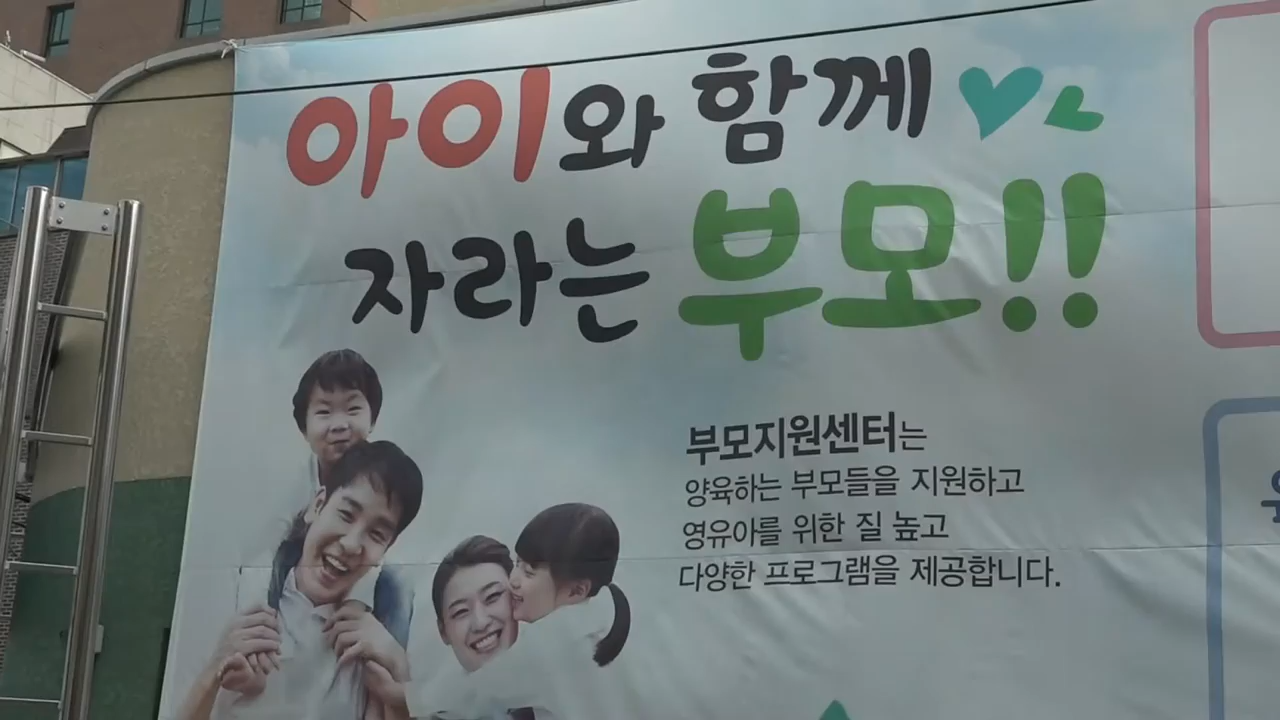 아이와 함께
자라는 부모!!
부모지원센터는
양육하는 부모들을 지원하고
영유아를 위한 질 높고
다양한 프로그램을 제공합니다.